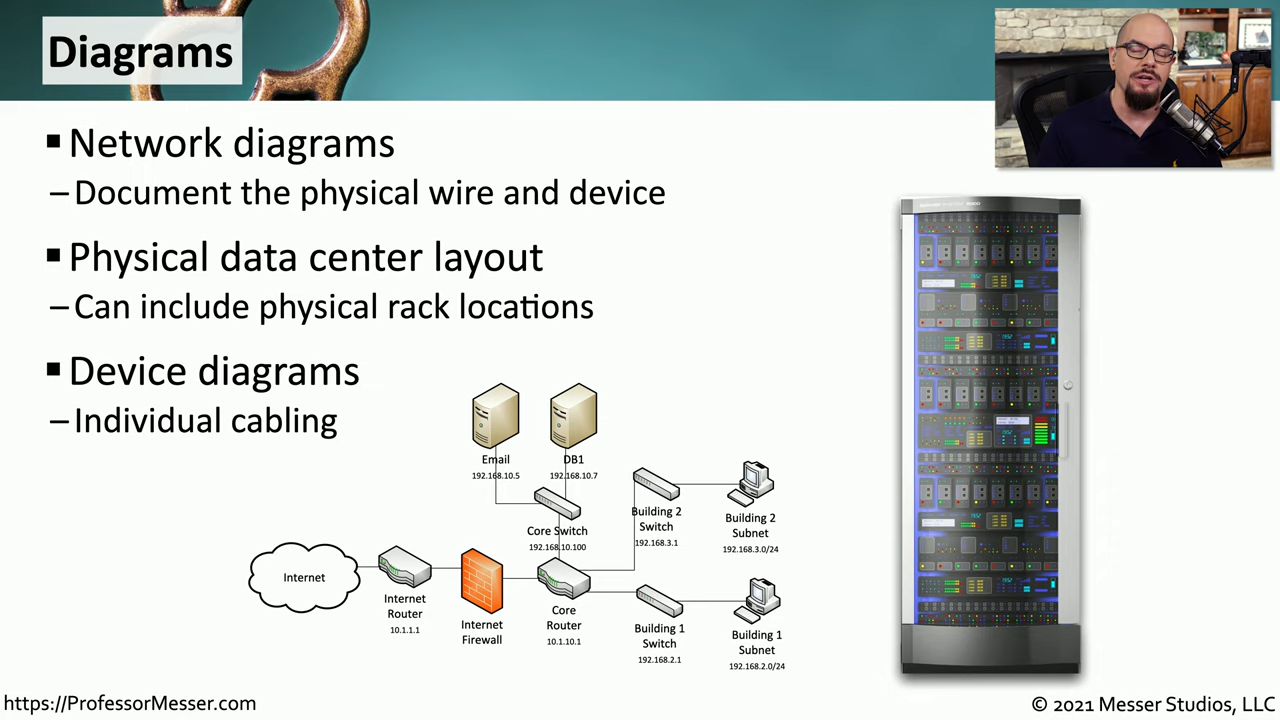 Diagrams
▪ Network diagrams
– Document the physical wire and device
▪ Physical data center layout
– Can include physical rack locations
▪ Device diagrams
– Individual cabling
Email
192.168.10.5
DB1
192.168.10.7
Core Switch
192.168.10.100
Building 2
Switch
192.168.3.1
Building 2
Subnet
192.168.3.0/24
Internet
Internet
Router
10.1.1.1
Internet
Firewall
Core
Router
10.1.10.1
Building 1
Switch
192.168.2.1
Building 1
Subnet
192.168.2.0/24
https://ProfessorMesser.com
© 2021 Messer Studios, LLC